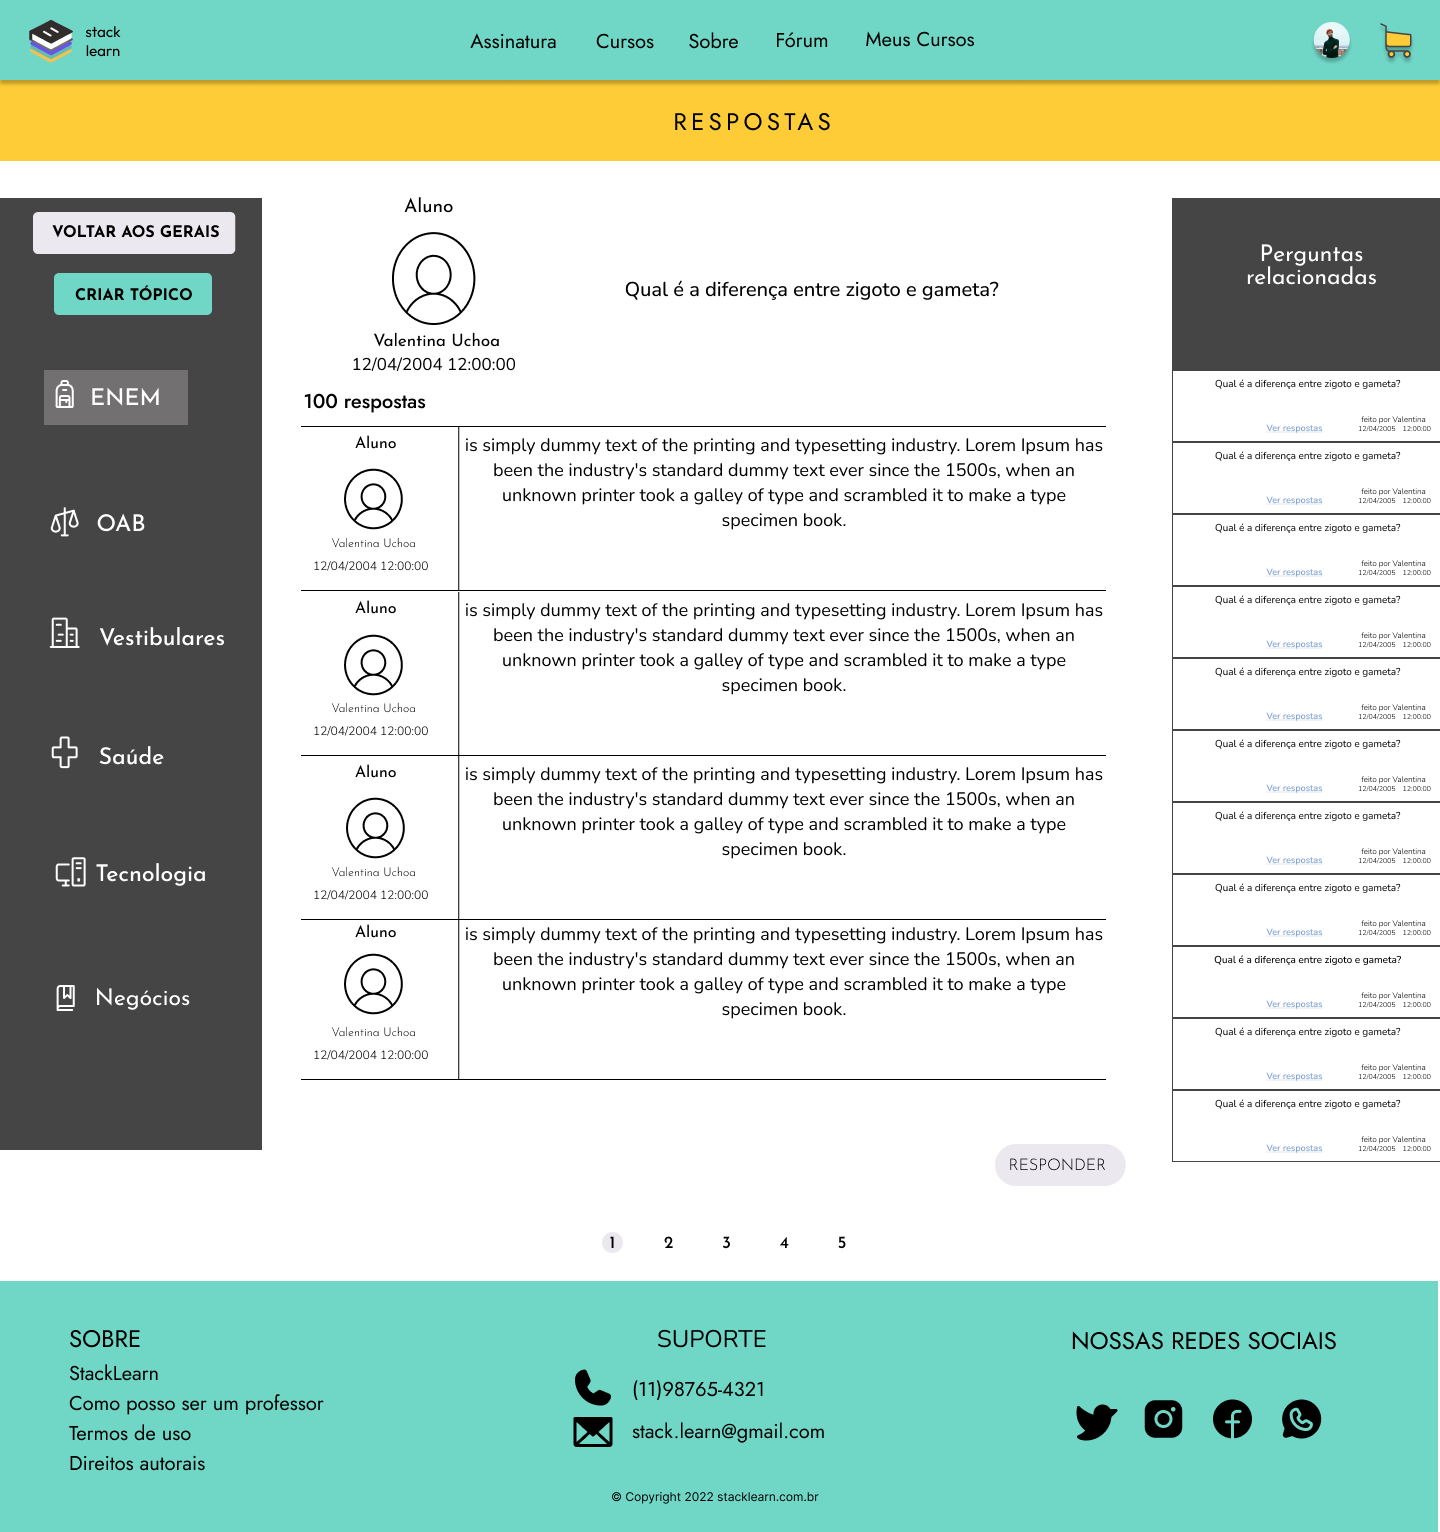 stack
learn
Assinatura Cursos Sobre Fórum Meus Cursos
RESPOSTAS
VOLTAR AOS GERAIS
CRIAR TÓPICO
ENEM
OAB
Vestibulares
Saúde
Tecnologia
Negócios
Aluno
Valentina Uchoa
12/04/2004 12:00:00
Qual é a diferença entre zigoto e gameta?
100 respostas
Aluno
Valentina Uchoa
12/04/2004 12:00:00
is simply dummy text of the printing and typesetting industry. Lorem Ipsum has
been the industry's standard dummy text ever since the 1500s, when an
unknown printer took a galley of type and scrambled it to make a type
specimen book.
Aluno
Valentina Uchoa
12/04/2004 12:00:00
is simply dummy text of the printing and typesetting industry. Lorem Ipsum has
been the industry's standard dummy text ever since the 1500s, when an
unknown printer took a galley of type and scrambled it to make a type
specimen book.
Aluno
Valentina Uchoa
12/04/2004 12:00:00
is simply dummy text of the printing and typesetting industry. Lorem Ipsum has
been the industry's standard dummy text ever since the 1500s, when an
unknown printer took a galley of type and scrambled it to make a type
specimen book.
Aluno
Valentina Uchoa
12/04/2004 12:00:00
is simply dummy text of the printing and typesetting industry. Lorem Ipsum has
been the industry's standard dummy text ever since the 1500s, when an
unknown printer took a galley of type and scrambled it to make a type
specimen book.
RESPONDER
1 2 3 4 5
Perguntas
relacionadas
Qual é a diferença entre zigoto e gameta?
feito por Valentina
Ver respostas 12/04/2005 12:00:00
Qual é a diferença entre zigoto e gameta?
feito por Valentina
Ver respostas 12/04/2005 12:00:00
Qual é a diferença entre zigoto e gameta?
feito por Valentina
Ver respostas 12/04/2005 12:00:00
Qual é a diferença entre zigoto e gameta?
feito por Valentina
Ver respostas 12/04/2005 12:00:00
Qual é a diferença entre zigoto e gameta?
feito por Valentina
Ver respostas 12/04/2005 12:00:00
Qual é a diferença entre zigoto e gameta?
feito por Valentina
Ver respostas 12/04/2005 12:00:00
Qual é a diferença entre zigoto e gameta?
feito por Valentina
Ver respostas 12/04/2005 12:00:00
Qual é a diferença entre zigoto e gameta?
feito por Valentina
Ver respostas 12/04/2005 12:00:00
Qual é a diferença entre zigoto e gameta?
feito por Valentina
Ver respostas 12/04/2005 12:00:00
Qual é a diferença entre zigoto e gameta?
feito por Valentina
Ver respostas 12/04/2005 12:00:00
Qual é a diferença entre zigoto e gameta?
feito por Valentina
Ver respostas 12/04/2005 12:00:00
SOBRE
StackLearn
Como posso ser um professor
Termos de uso
Direitos autorais
SUPORTE
(11)98765-4321
stack.learn@gmail.com
NOSSAS REDES SOCIAIS
© Copyright 2022 stacklearn.com.br